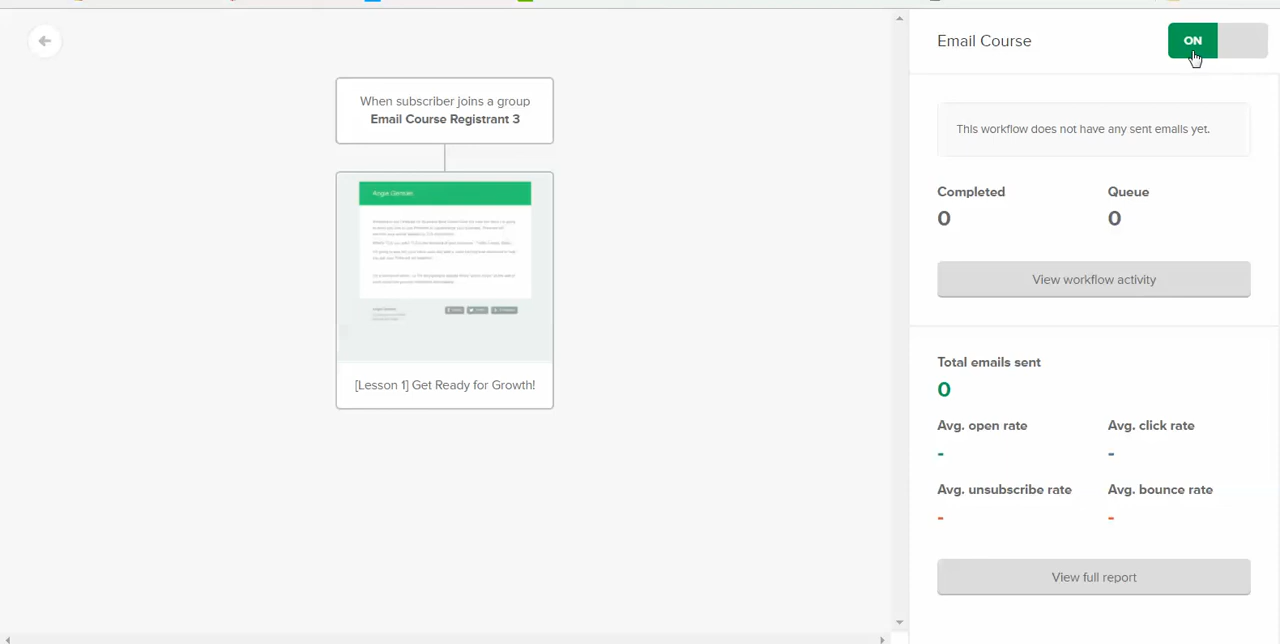 Email Course
ON
When subscriber joins a group
Email Course Registrant 3
This workflow does not have any sent emails yet.
Completed
Queue
0
0
View workflow activity
[Lesson 1] Get Ready for Growth!
Total emails sent
0
Avg. open rate
Avg. click rate
-
-
Avg. unsubscribe rate
Avg. bounce rate
-
-
View full report